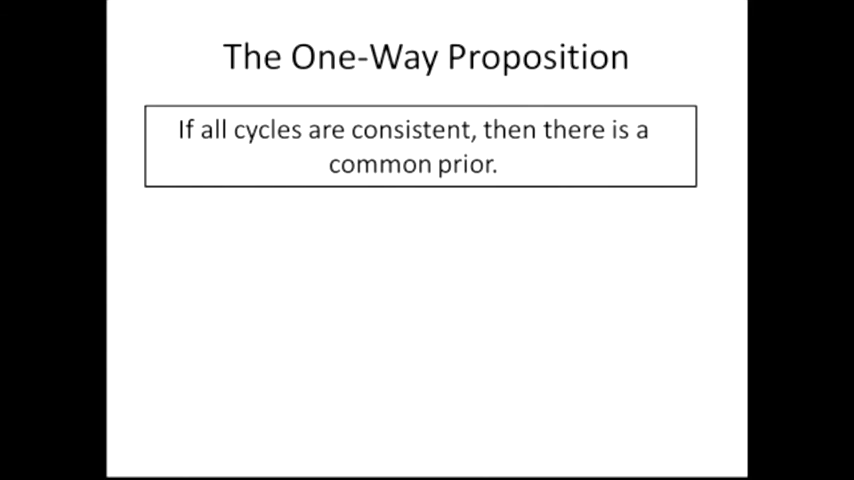 The One-Way Proposition
If all cycles are consistent, then there is a
common prior.